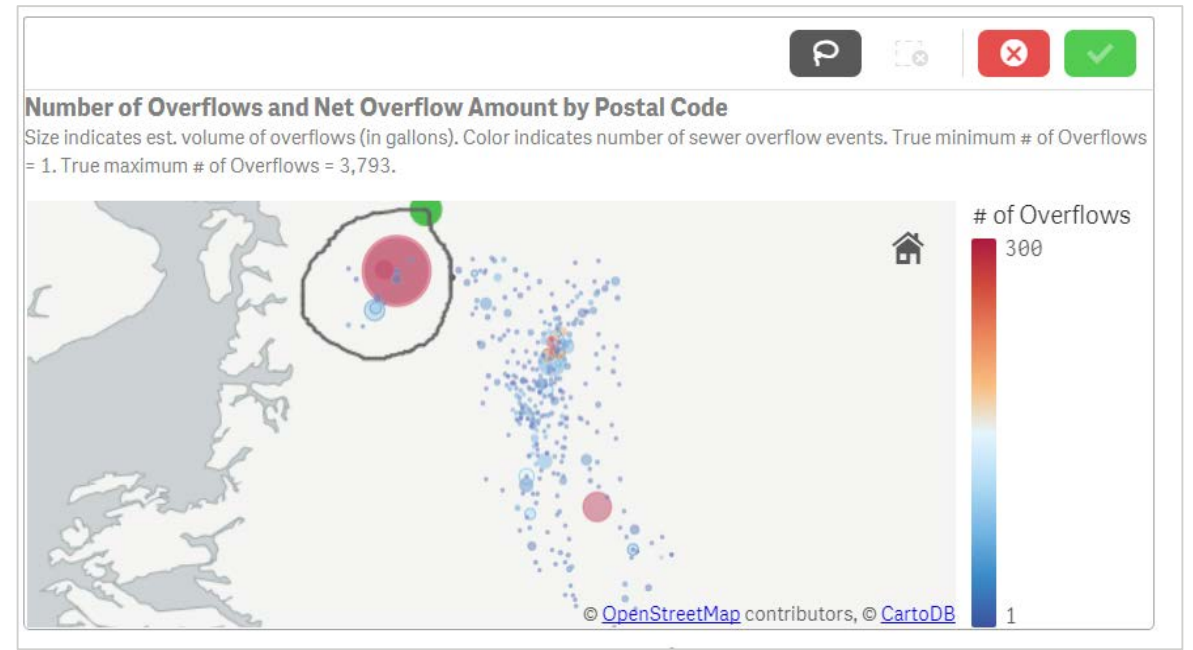 Number of Overflows and Net Overflow Amount by Postal Code
Size indicates est. volume of overflows (in gallons). Color indicates number of sewer overflow events. True minimum # of Overflows
= 1. True maximum # of Overflows = 3,793.
# of Overflows
300
1
© OpenStreetMap contributors, © CartoDB